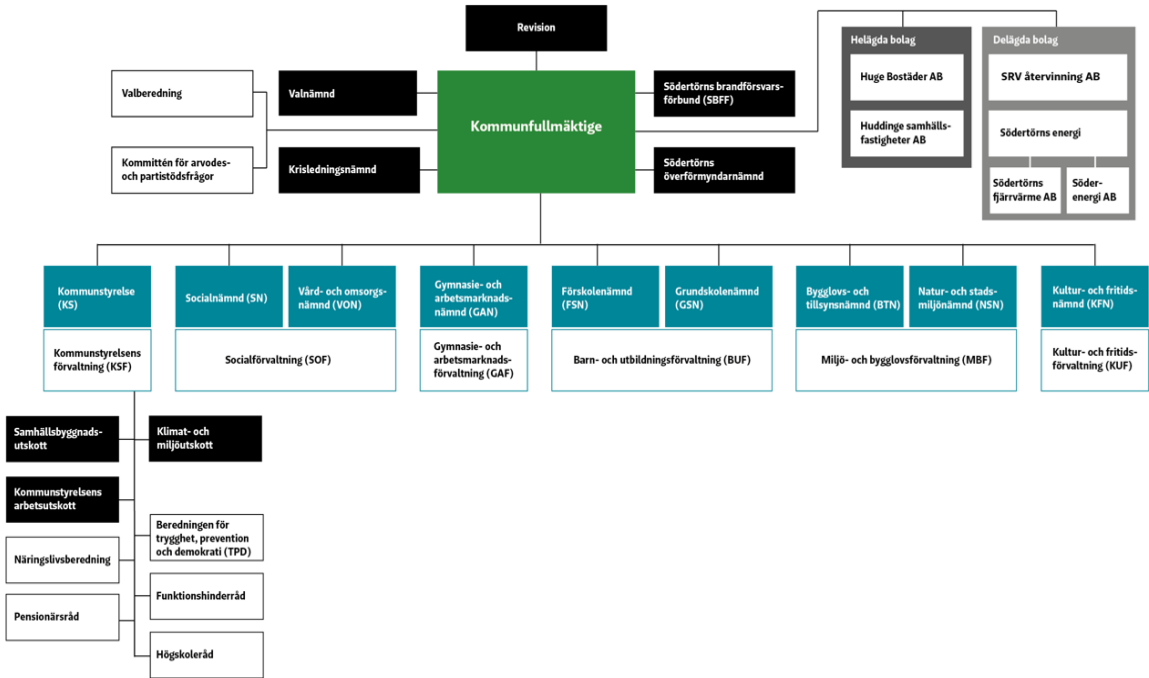 Revision
Helägda bolag
Huge Bostäder AB
Huddinge samhälls-
fastigheter AB
Delägda bolag
SRV återvinning AB
Södertörns energi
Södertörns
fjärrvärme AB
Söder-
energi AB
Valberedning
Kommittén för arvodes-
och partistödsfrågor
Valnämnd
Krisledningsnämnd
Kommunfullmäktige
Södertörns brandförsvars-
förbund (SBFF)
Södertörns
överförmyndarnämnd
Kommunstyrelse
(KS)
Kommunstyrelsens
förvaltning (KSF)
Socialnämnd (SN)
Vård- och omsorgs-
nämnd (VON)
Socialförvaltning (SOF)
Gymnasie- och
arbetsmarknads-
nämnd (GAN)
Gymnasie- och
arbetsmarknads-
förvaltning (GAF)
Förskolenämnd
(FSN)
Grundskolenämnd
(GSN)
Barn- och utbildningsförvaltning (BUF)
Bygglovs- och
tillsynsnämnd (BTN)
Natur- och stads-
miljönämnd (NSN)
Miljö- och bygglovsförvaltning (MBF)
Kultur- och fritids-
nämnd (KFN)
Kultur- och fritids-
förvaltning (KUF)
Samhällsbyggnads-
utskott
Klimat- och
miljöutskott
Kommunstyrelsens
arbetsutskott
Beredningen för
trygghet, prevention
och demokrati (TPD)
Näringslivsberedning
Funktionshinderråd
Pensionärsråd
Högskoleråd